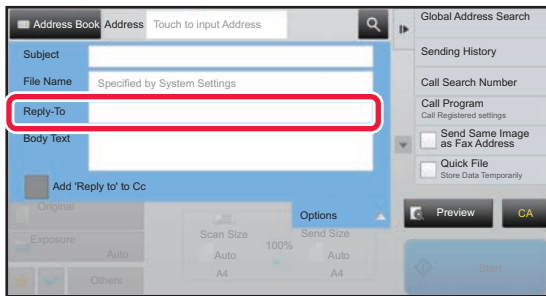 Address Book Address Touch to input Address
Subject
File Name Specified by System Settings
Reply-To
Body Text
Add 'Reply to' to Cc
Options
Original
Exposure
Auto
Others
Scan Size
Auto
A4
100%
Send Size
Auto
A4
Global Address Search
Sending History
Call Search Number
Call Program
Call Registered settings
Send Same Image
as Fax Address
Quick File
Store Data Temporarily
Preview
CA
Start